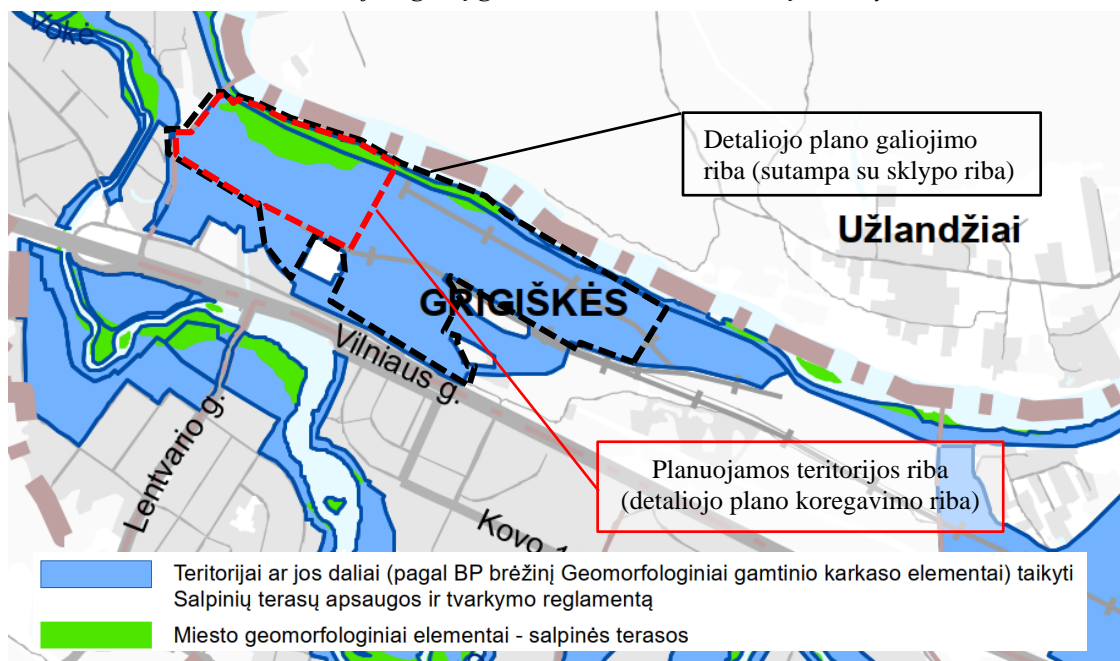 Vokė
Detaliojo plano galiojimo
riba (sutampa su sklypo riba)
Užlandžiai
GRIGIŠKĖS
Vilniaus g.
Lentvario g.
Planuojamos teritorijos riba
(detaliojo plano koregavimo riba)
Kovo
Teritorijai ar jos daliai (pagal BP brėžinį Geomorfologiniai gamtinio karkaso elementai) taikyti
Salpinių terasų apsaugos ir tvarkymo reglamentą
Miesto geomorfologiniai elementai - salpinės terasos